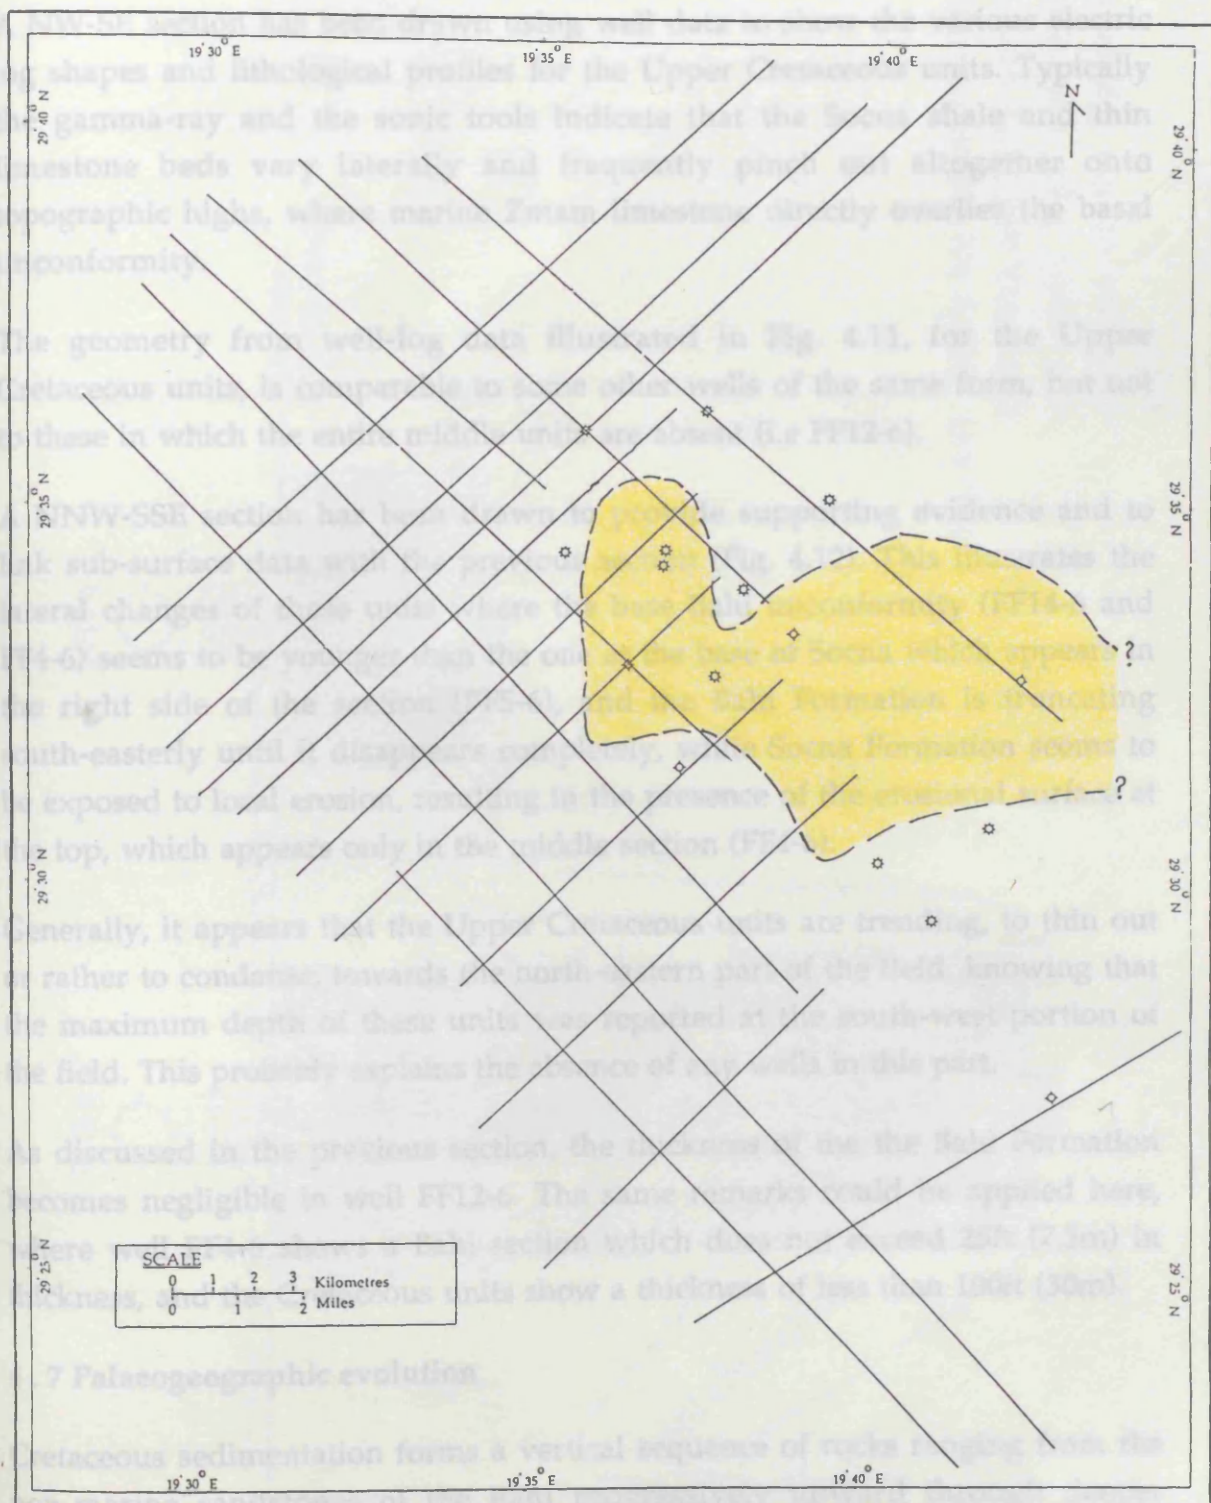 A NW-SE section has been drawn using well data to show the various electric
log shapes and lithological profiles for the Upper Cretaceous units. Typically
the gamma-ray and the sonic tools indicate that the Socna shale and thin
limestone beds vary laterally and frequently pinch out altogether onto
topographic highs, where marine Zmam limestone directly overlies the basal
unconformity.
The geometry from well-log data illustrated in Fig. 4.11, for the Upper
Cretaceous units, is comparable to some other wells of the same form, but not
to those in which the entire middle units are absent (i.e FF12-6).
A NNW-SSE section has been drawn to provide supporting evidence and to
link sub-surface data with the previous section (Fig. 4.12). This illustrates the
lateral changes of these units where the base unconformity (FF14-6 and
FF4-6) seems to be younger than the one at the base of Socna which appears in
the right side of the section (FF5-6), and the Bahi Formation is truncating
south-easterly until it disappears completely, while Socna Formation seems to
be exposed to local erosion, resulting in the presence of the erosional surface at
the top, which appears only in the middle section
Generally, it appears that the Upper Cretaceous units are trending, to thin out
or rather to condense, towards the north-eastern part of the field, knowing that
the maximum depth of these units was reported at the south-west portion of
the field. This probably explains the absence of any wells in this part.
As discussed in the previous section, the thickness of the the Bahi Formation
becomes negligible in well FF12-6. The same remarks could be applied here,
where well shows a Bahi section which does not exceed 25ft (7.5m) in
thickness, and the Cretaceous units show a thickness of less than 100ft (30m).
7 Palaeogeographic evolution
Cretaceous sedimentation forms a vertical sequence of rocks ranging from the
19° 30' E
19° 35' E
19° 40' E
N
29° 40' N
29° 40' N
29° 35' N
29° 35' N
?
?
29° 30' N
29° 30' N
29° 25' N
29° 25' N
SCALE
0 1 2 3 Kilometres
0 1 2 Miles
19° 30' E
19° 35' E
19° 40' E